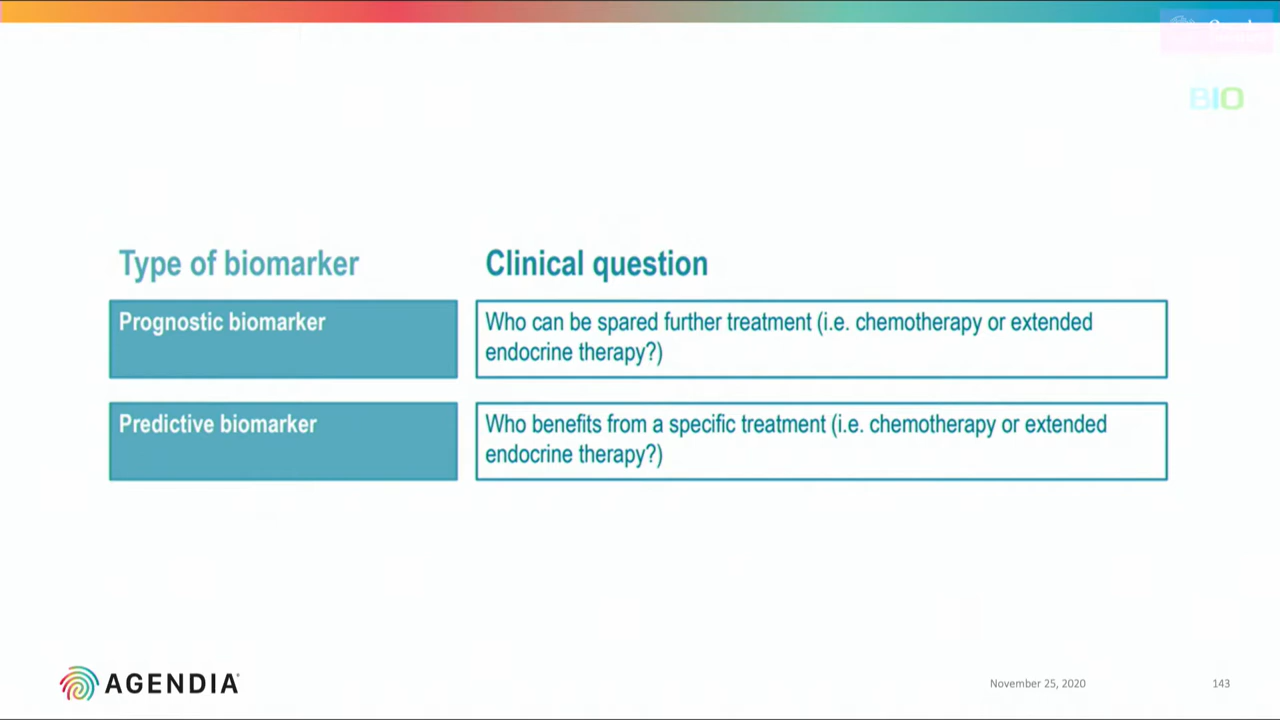 BIO
Type of biomarker
Clinical question
Prognostic biomarker
Who can be spared further treatment (i.e. chemotherapy or extended
endocrine therapy?)
Predictive biomarker
Who benefits from a specific treatment (i.e. chemotherapy or extended
endocrine therapy?)
AGENDIA
November 25, 2020
143